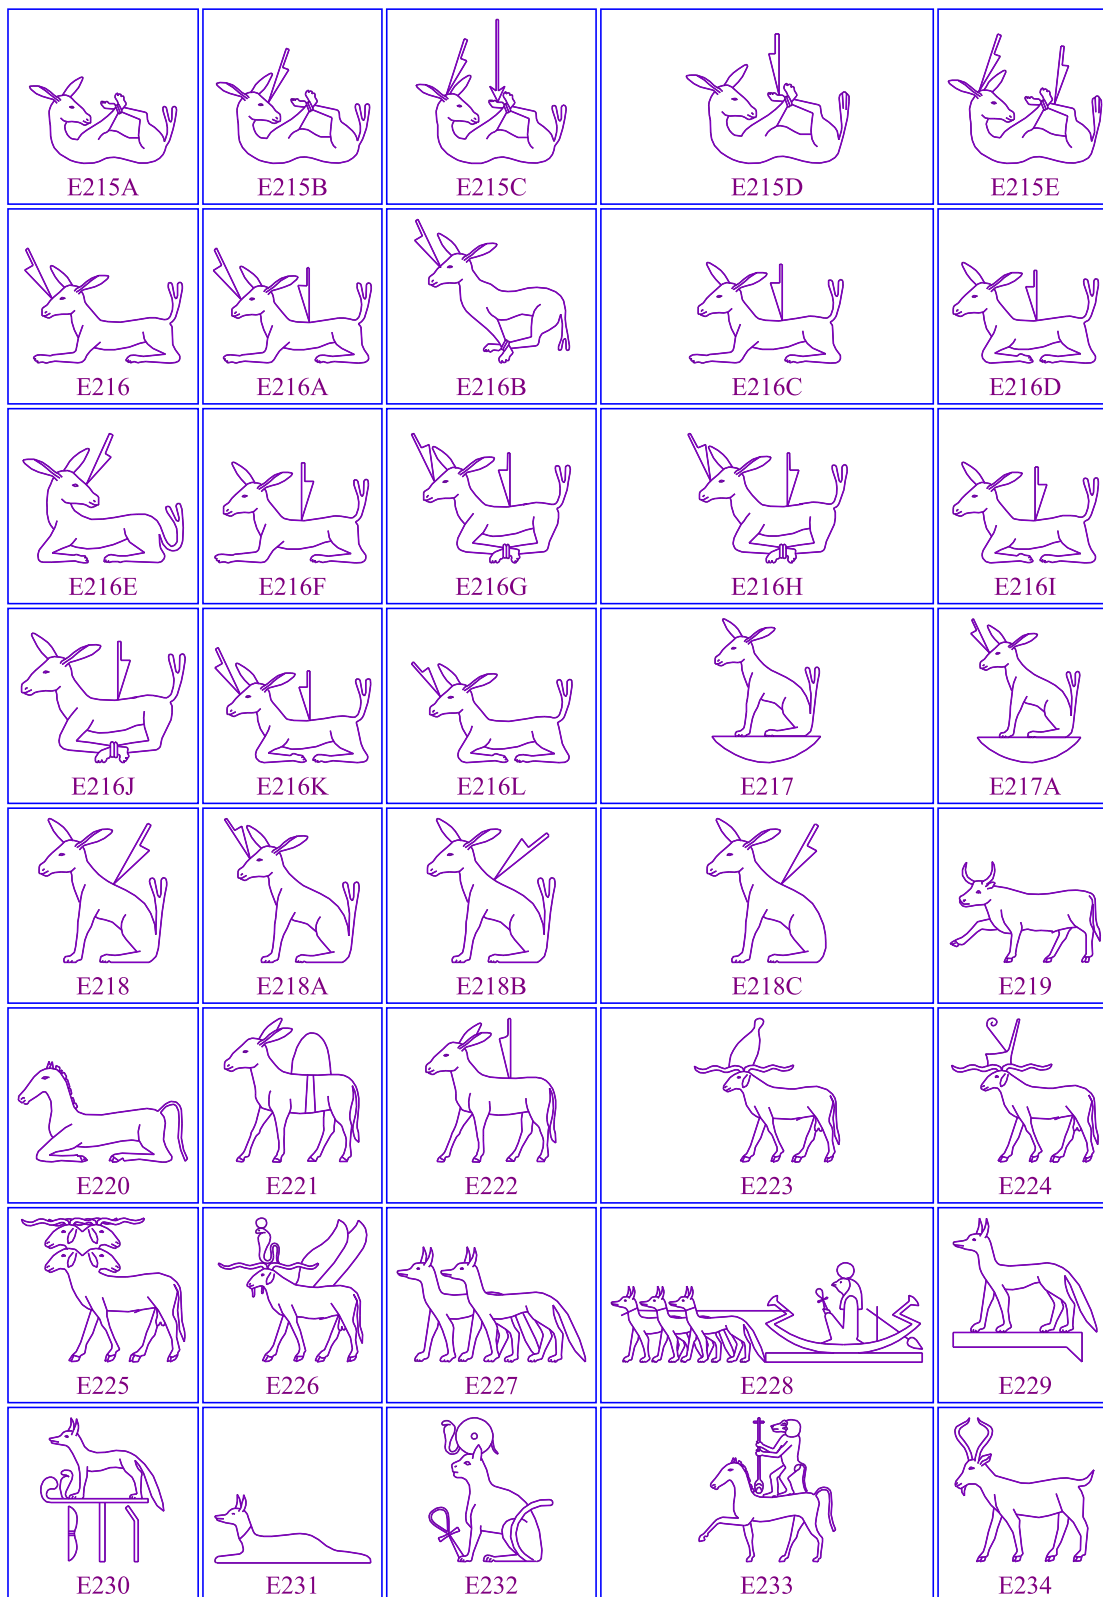 E215A E215B E215C E215D E215E
E216 E216A E216B E216C E216D
E216E E216F E216G E216H E216I
E216J E216K E216L E217 E217A
E218 E218A E218B E218C E219
E220 E221 E222 E223 E224
E225 E226 E227 E228 E229
E230 E231 E232 E233 E234